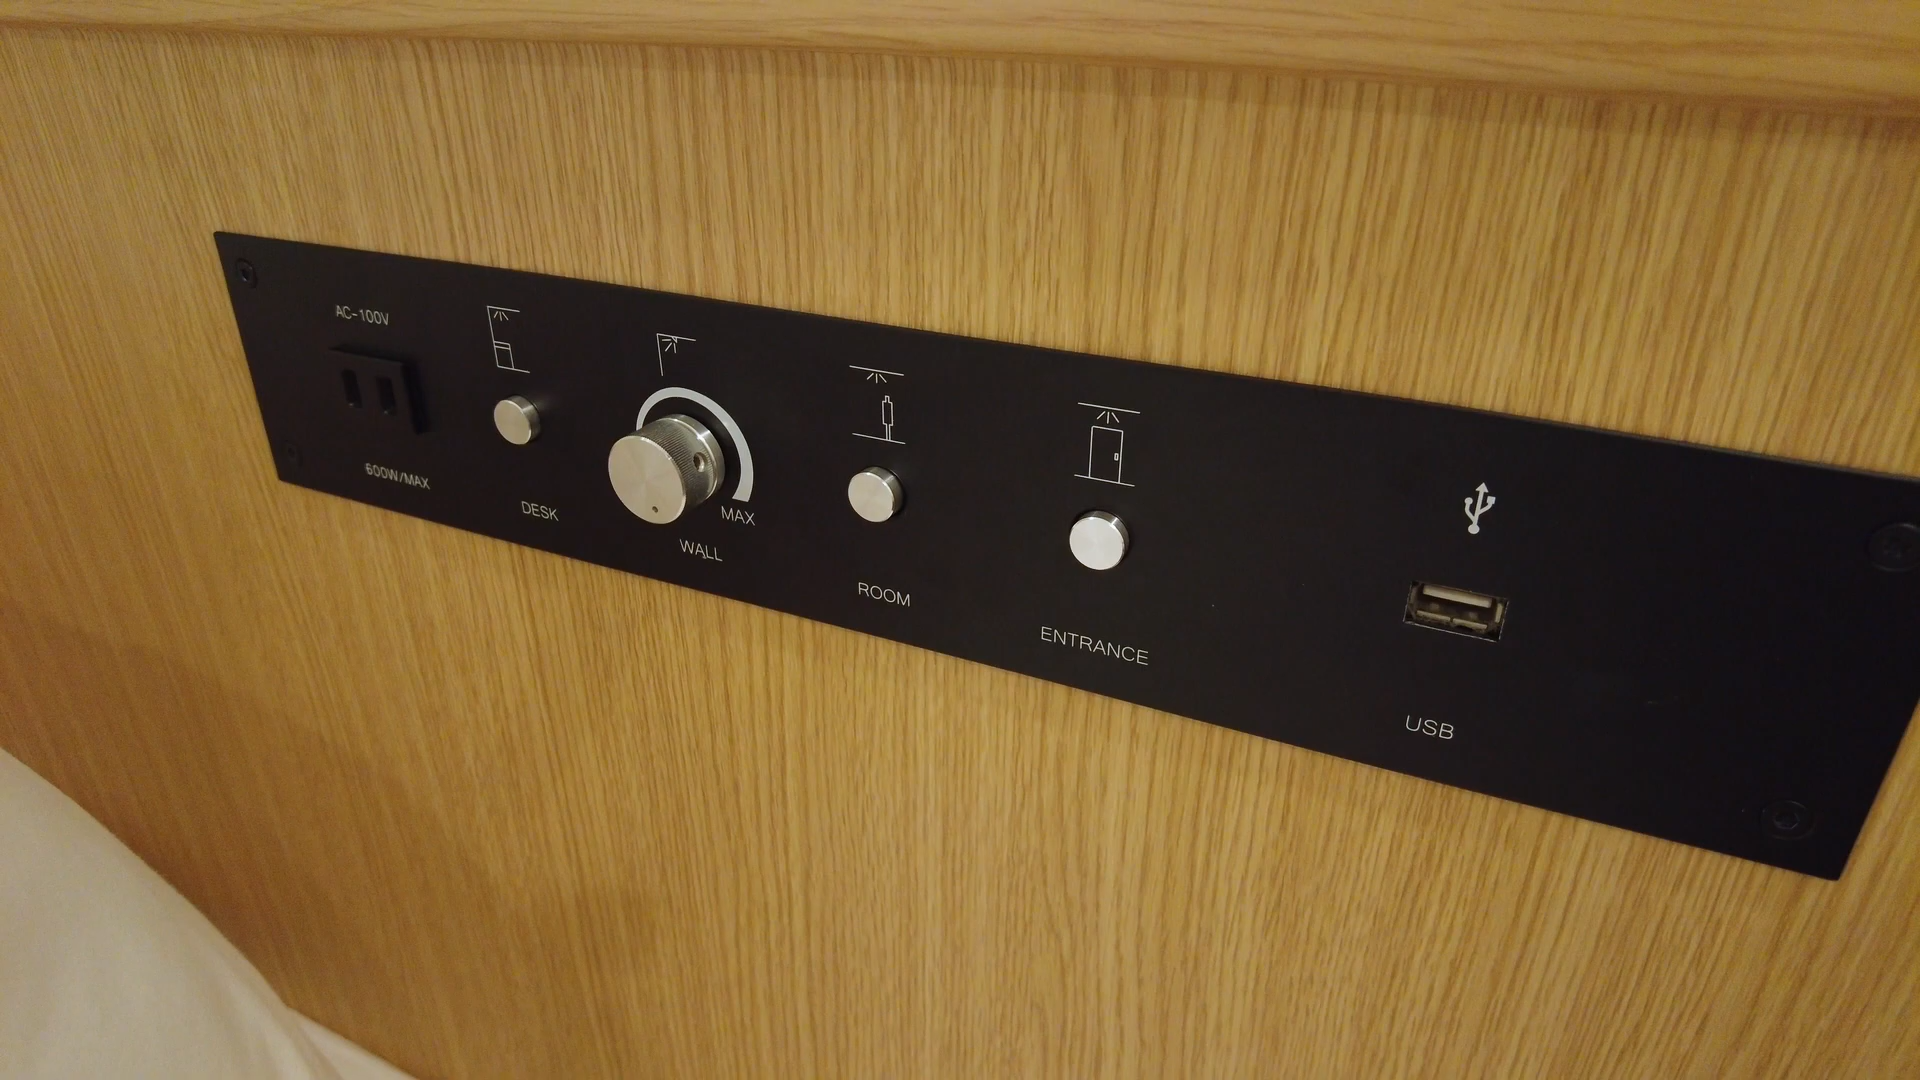 AC-100V
600W/MAX
DESK
MAX
WALL
ROOM
ENTRANCE
USB